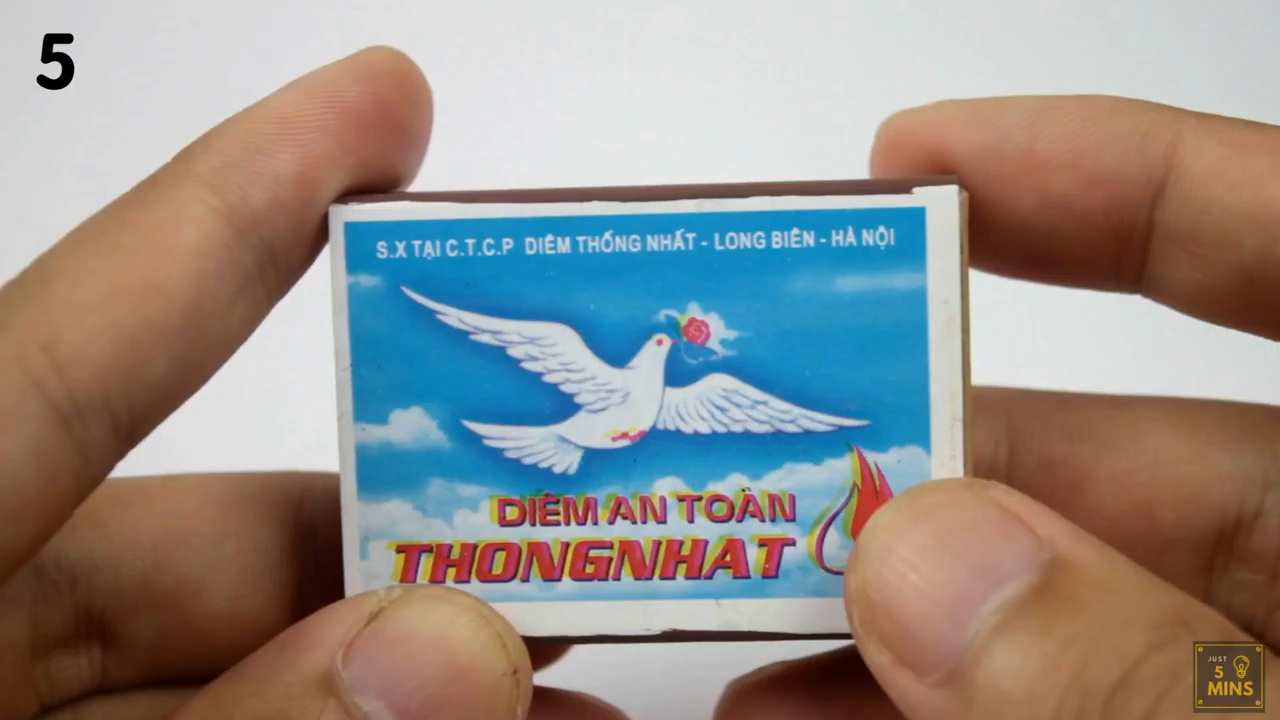 5
S.X TẠI C.T.C.P DIÊM THỐNG NHẤT - LONG BIÊN - HÀ NỘI
DIÊM AN TOÀN
THONGNHAT
JUST
5
MINS